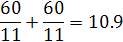 60/11 + 60/11 = 10.9